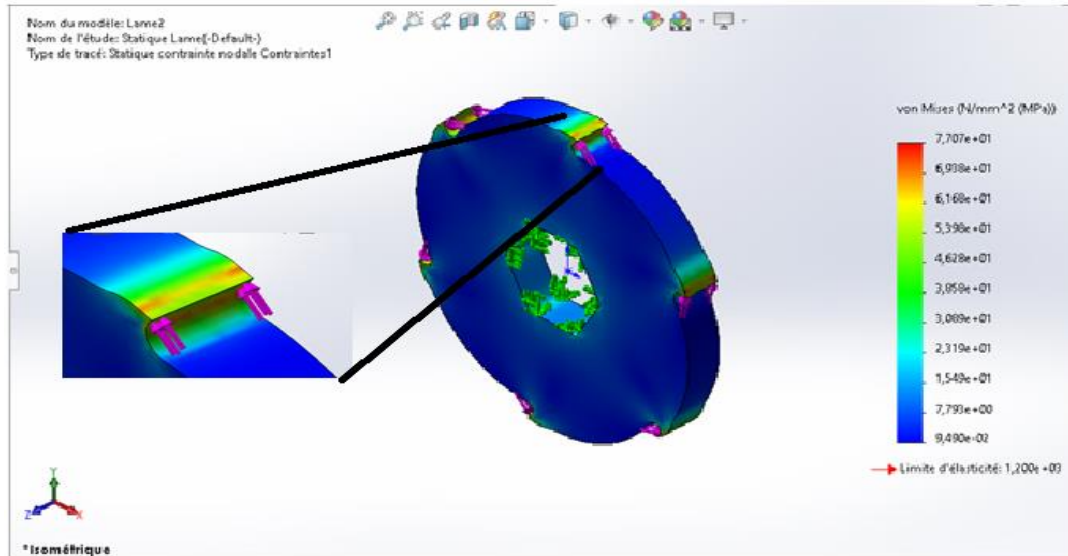 Nom du modèle: Lame2
Nom de l'étude: Statique Lame(-Default-)
Type de tracé: Statique contrainte nodale Contraintes1
von Mises (N/mm^2 (MPa))
7,707e+01
6,938e+01
6,168e+01
5,398e+01
4,628e+01
3,859e+01
3,089e+01
2,319e+01
1,549e+01
7,793e+00
9,490e-02
Limite d'élasticité: 1,200e+03
Y
Z
X
*Isométrique